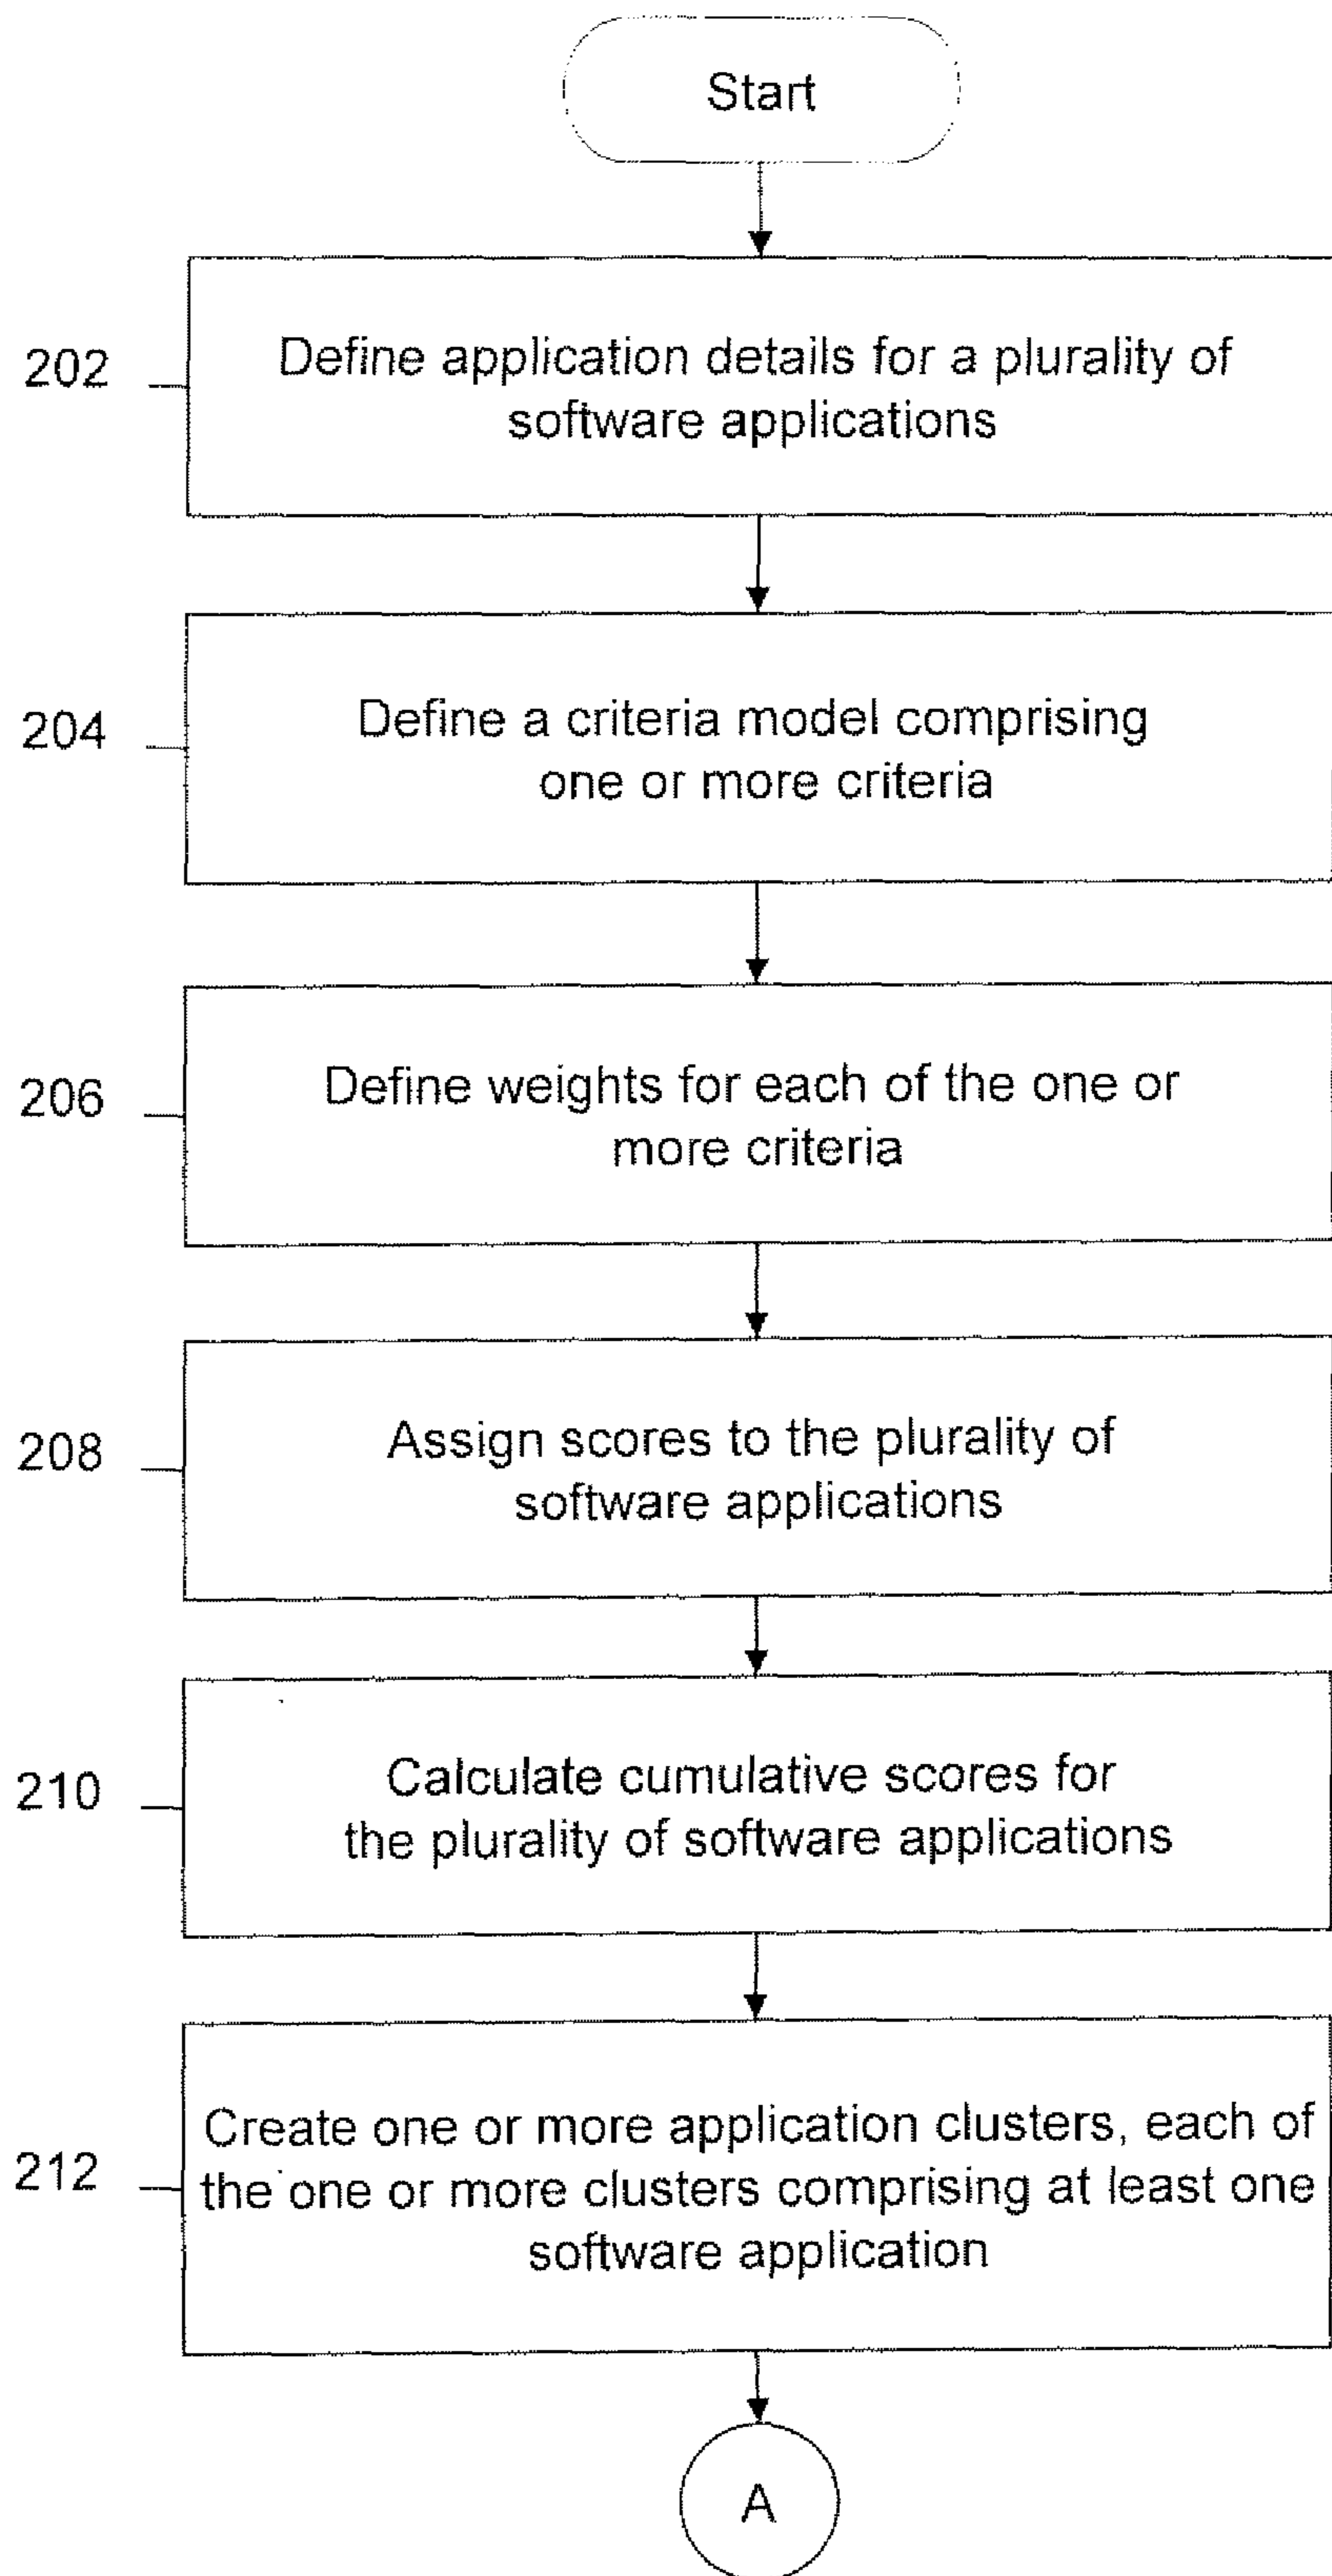 Start
202
Define application details for a plurality of
software applications
204
Define a criteria model comprising
one or more criteria
206
Define weights for each of the one or
more criteria
208
Assign scores to the plurality of
software applications
210
Calculate cumulative scores for
the plurality of software applications
212
Create one or more application clusters, each of
the one or more clusters comprising at least one
software application
A